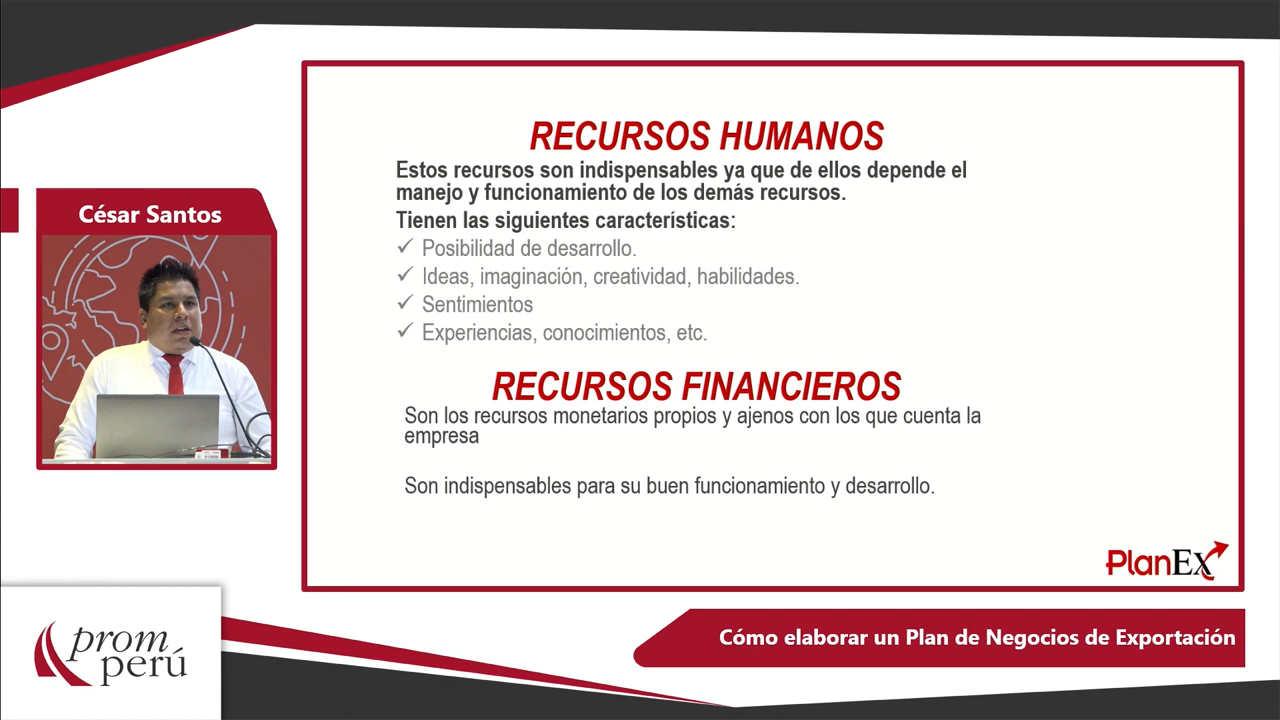 César Santos
RECURSOS HUMANOS
Estos recursos son indispensables ya que de ellos depende el
manejo y funcionamiento de los demás recursos.
Tienen las siguientes características:
✓ Posibilidad de desarrollo.
✓ Ideas, imaginación, creatividad, habilidades.
✓ Sentimientos
✓ Experiencias, conocimientos, etc.
RECURSOS FINANCIEROS
Son los recursos monetarios propios y ajenos con los que cuenta la
empresa
Son indispensables para su buen funcionamiento y desarrollo.
PlanEx
Cómo elaborar un Plan de Negocios de Exportación
prom
perú